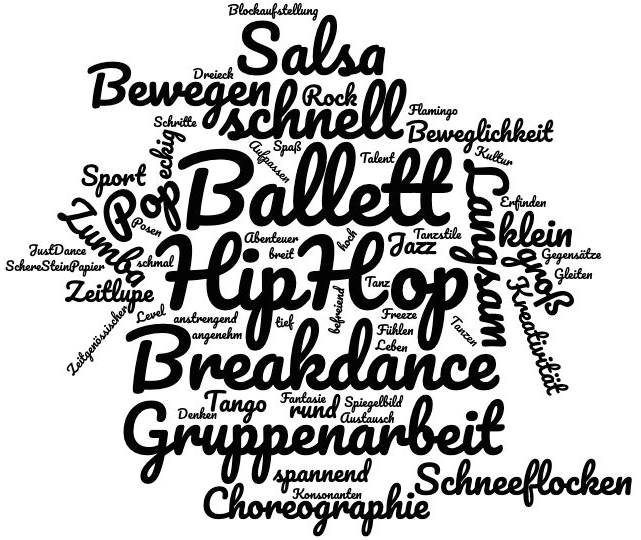 Blockaufstellung
Salsa
Dreieck
Bewegen
Rock
schnell
Flamingo
Schritte
Beweglichkeit
eckig
Aufpassen
Spaß
Talent
Kultur
Ballett
Sport
Langsam
Pop
Posen
Zumba
Erfinden
klein
Abenteuer
hoch
Tanzstile
Jazz
JustDance
breit
Gegensätze
SchereSteinPapier
schmal
groß
Gleiten
HipHop
Tanz
Zeitlupe
Kreativität
Level
anstrengend
tief
befreiend
Freeze
Zeitgenössischer
angenehm
Fühlen
Tanzen
Leben
Breakdance
Tango
Fantasie
Spiegelbild
Denken
rund
Austausch
Gruppenarbeit
spannend
Schneeflocken
Konsonanten
Choreographie